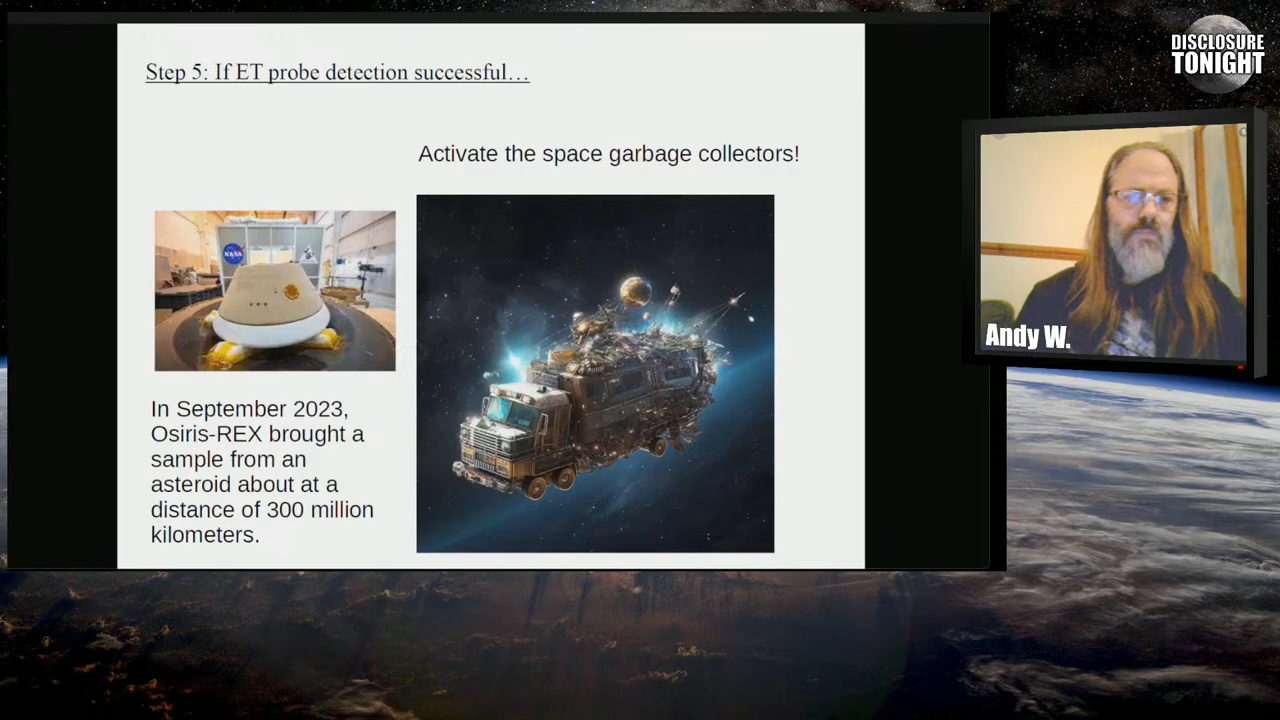 Step 5: If ET probe detection successful…
Activate the space garbage collectors!
NASA
In September 2023,
Osiris-REX brought a
sample from an
asteroid about at a
distance of 300 million
kilometers.
DISCLOSURE
TONIGHT
Andy W.